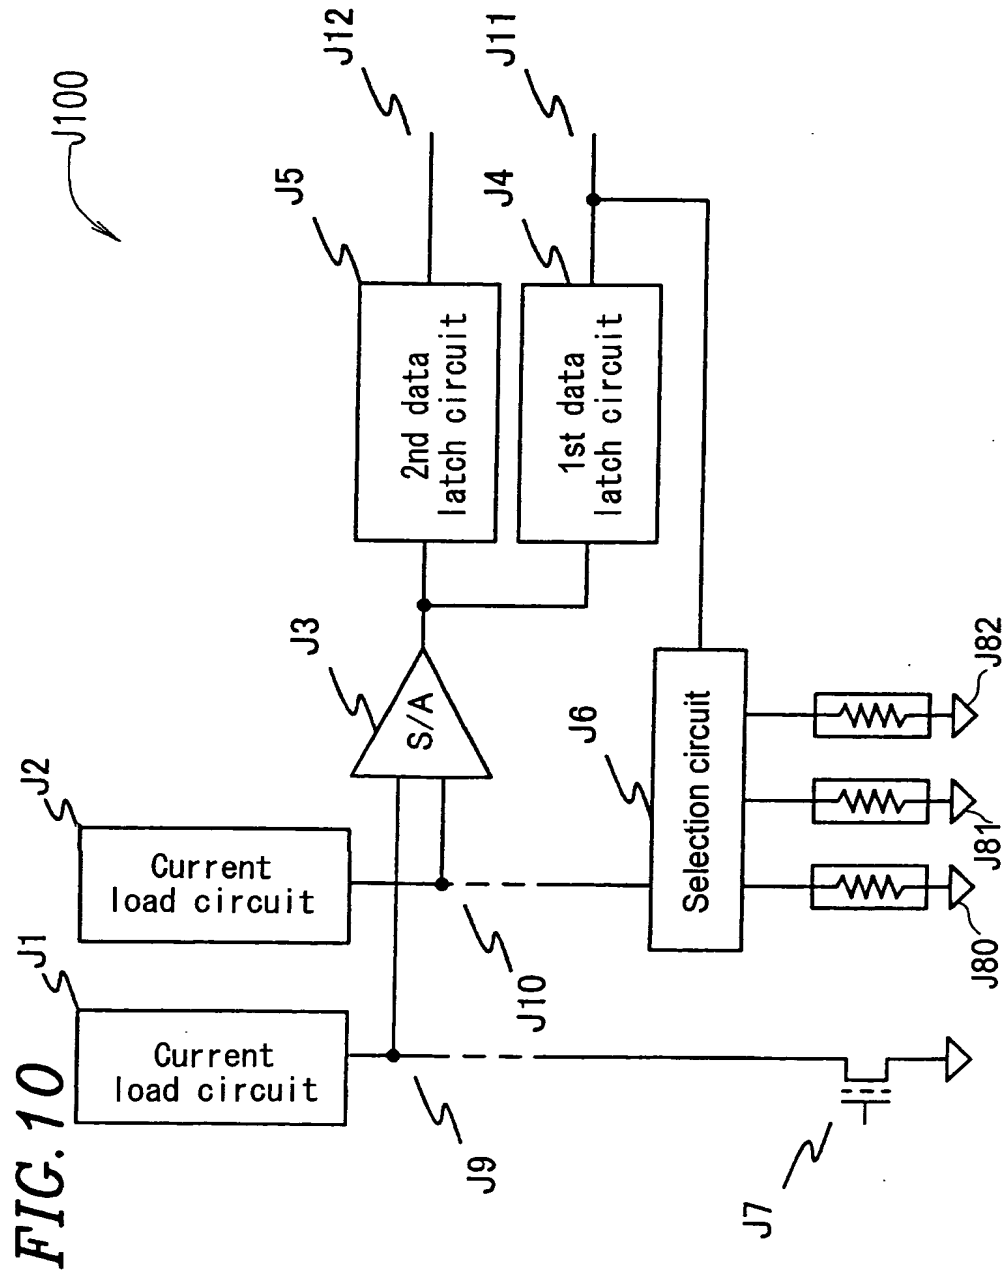 FIG. 10
J100
J1
Current
load circuit
J2
Current
load circuit
J3
S/A
J5
2nd data
latch circuit
J12
J4
1st data
latch circuit
J11
J9
J10
J6
Selection circuit
J7
J80
J81
J82